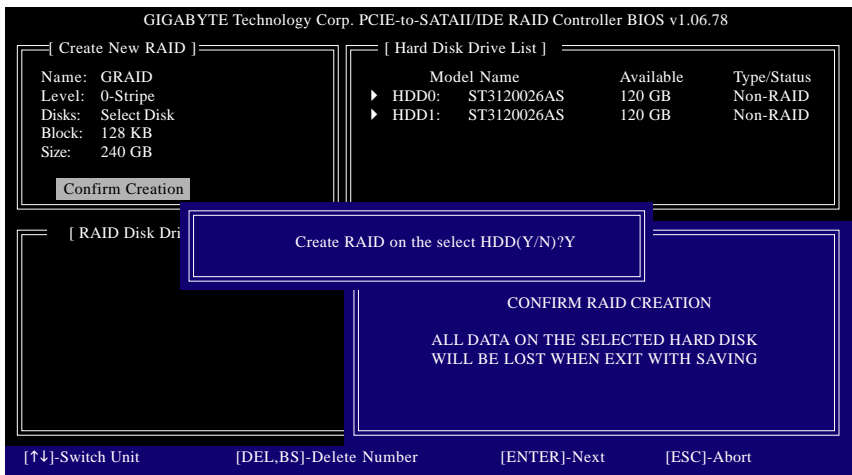 GIGABYTE Technology Corp. PCIE-to-SATAII/IDE RAID Controller BIOS v1.06.78
[ Create New RAID ]
Name: GRAID
Level: 0-Stripe
Disks: Select Disk
Block: 128 KB
Size: 240 GB
Confirm Creation
[ Hard Disk Drive List ]
Model Name Available Type/Status
HDD0: ST3120026AS 120 GB Non-RAID
HDD1: ST3120026AS 120 GB Non-RAID
[ RAID Disk Dri
Create RAID on the select HDD(Y/N)?Y
CONFIRM RAID CREATION
ALL DATA ON THE SELECTED HARD DISK
WILL BE LOST WHEN EXIT WITH SAVING
[↑↓]-Switch Unit [DEL,BS]-Delete Number [ENTER]-Next [ESC]-Abort